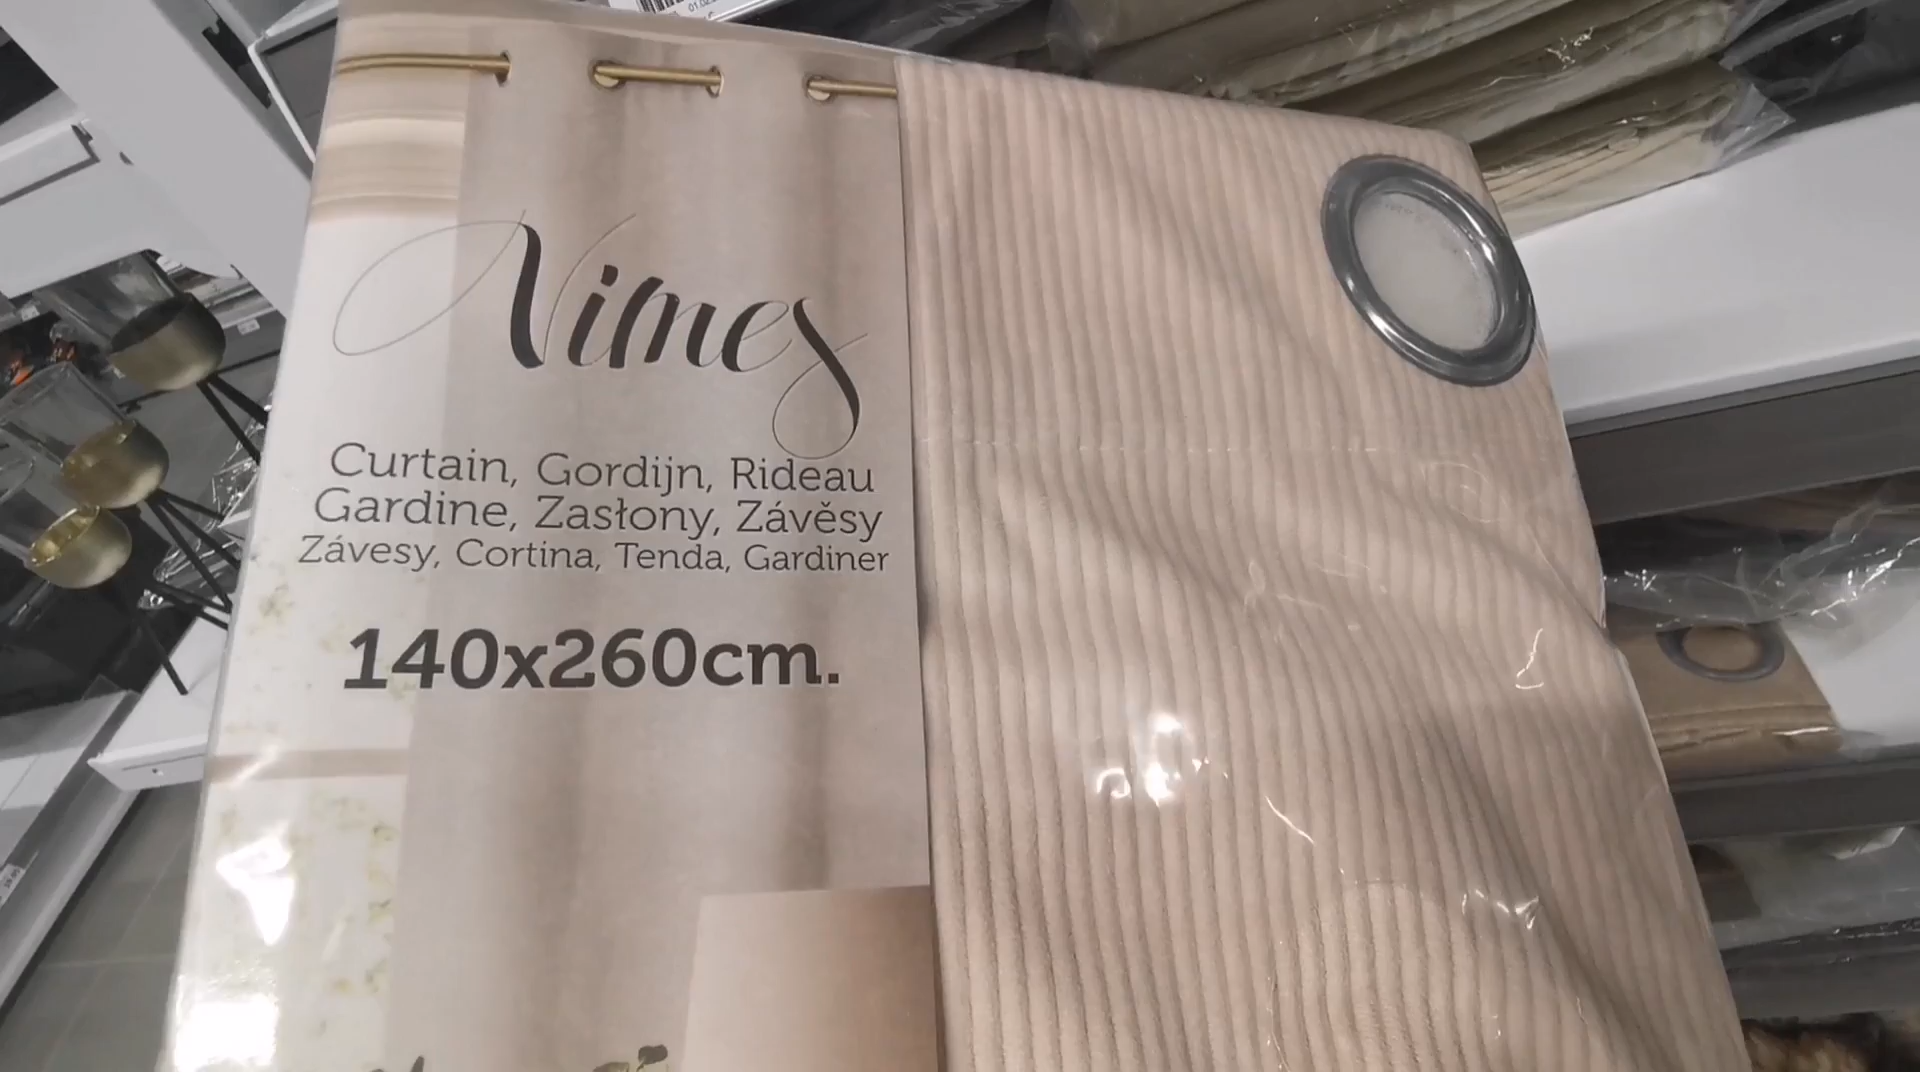 Nimes
Curtain, Gordijn, Rideau
Gardine, Zasłony, Závěsy
Závesy, Cortina, Tenda, Gardiner
140x260cm.